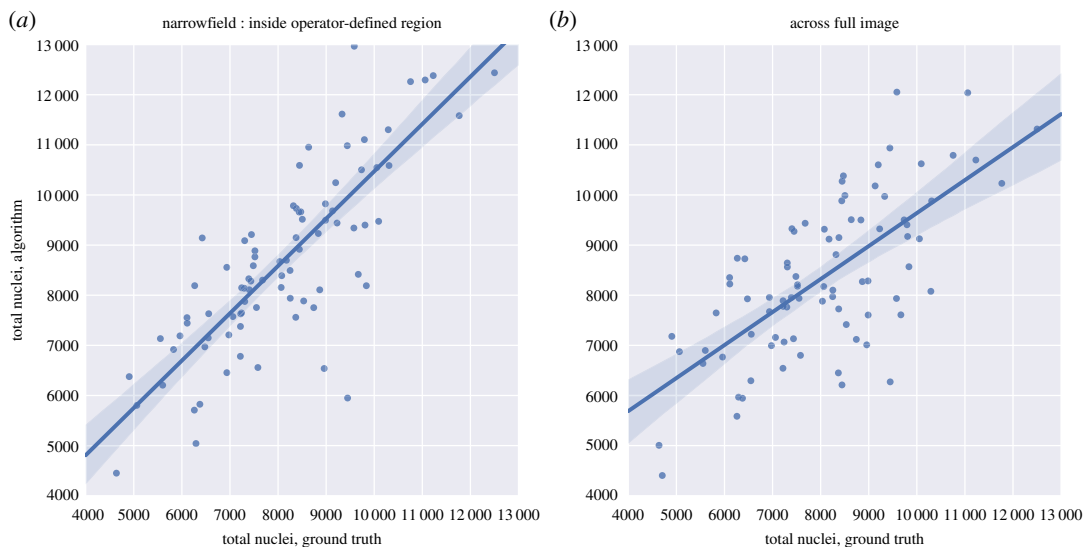 (a)
narrowfield : inside operator-defined region
13 000
12 000
11 000
10 000
9000
8000
7000
6000
5000
4000
total nuclei, algorithm
4000 5000 6000 7000 8000 9000 10 000 11 000 12 000 13 000
total nuclei, ground truth
(b)
across full image
13 000
12 000
11 000
10 000
9000
8000
7000
6000
5000
4000
4000 5000 6000 7000 8000 9000 10 000 11 000 12 000 13 000
total nuclei, ground truth